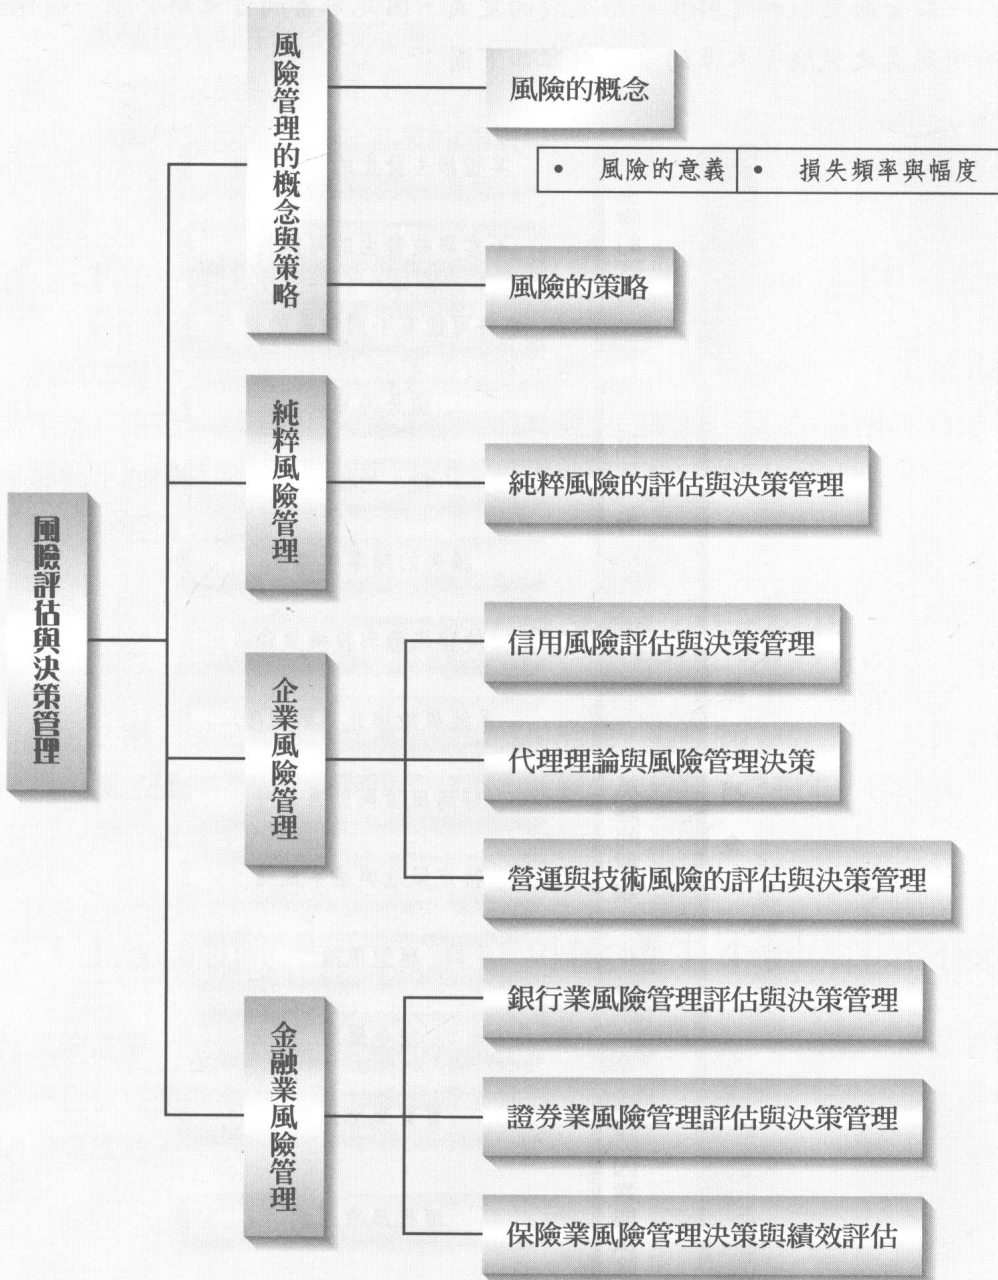 風險評估與決策管理
風險管理的概念與策略
風險的概念
• 風險的意義 • 損失頻率與幅度
風險的策略
純粹風險管理
純粹風險的評估與決策管理
企業風險管理
信用風險評估與決策管理
代理理論與風險管理決策
營運與技術風險的評估與決策管理
金融業風險管理
銀行業風險管理評估與決策管理
證券業風險管理評估與決策管理
保險業風險管理決策與績效評估